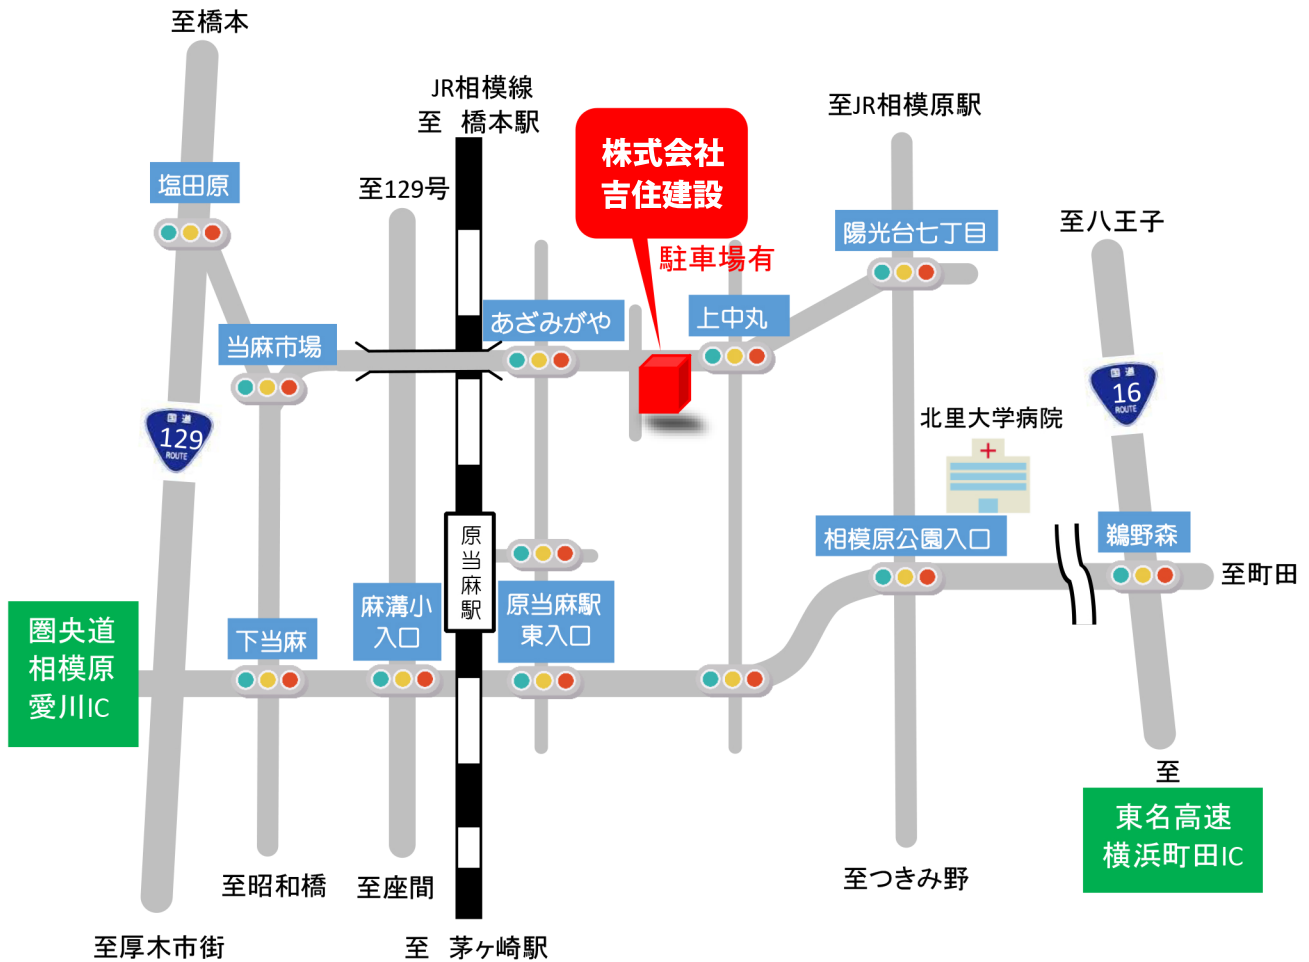 至橋本
JR相模線
至 橋本駅
至JR相模原駅
株式会社
吉住建設
塩田原
至129号
駐車場有
陽光台七丁目
至八王子
当麻市場
あざみがや
上中丸
国道
129
ROUTE
国道
16
ROUTE
北里大学病院
原当麻駅
相模原公園入口
鵜野森
至町田
圏央道
相模原
愛川IC
下当麻
麻溝小
入口
原当麻駅
東入口
至
東名高速
横浜町田IC
至昭和橋
至座間
至つきみ野
至厚木市街
至 茅ヶ崎駅